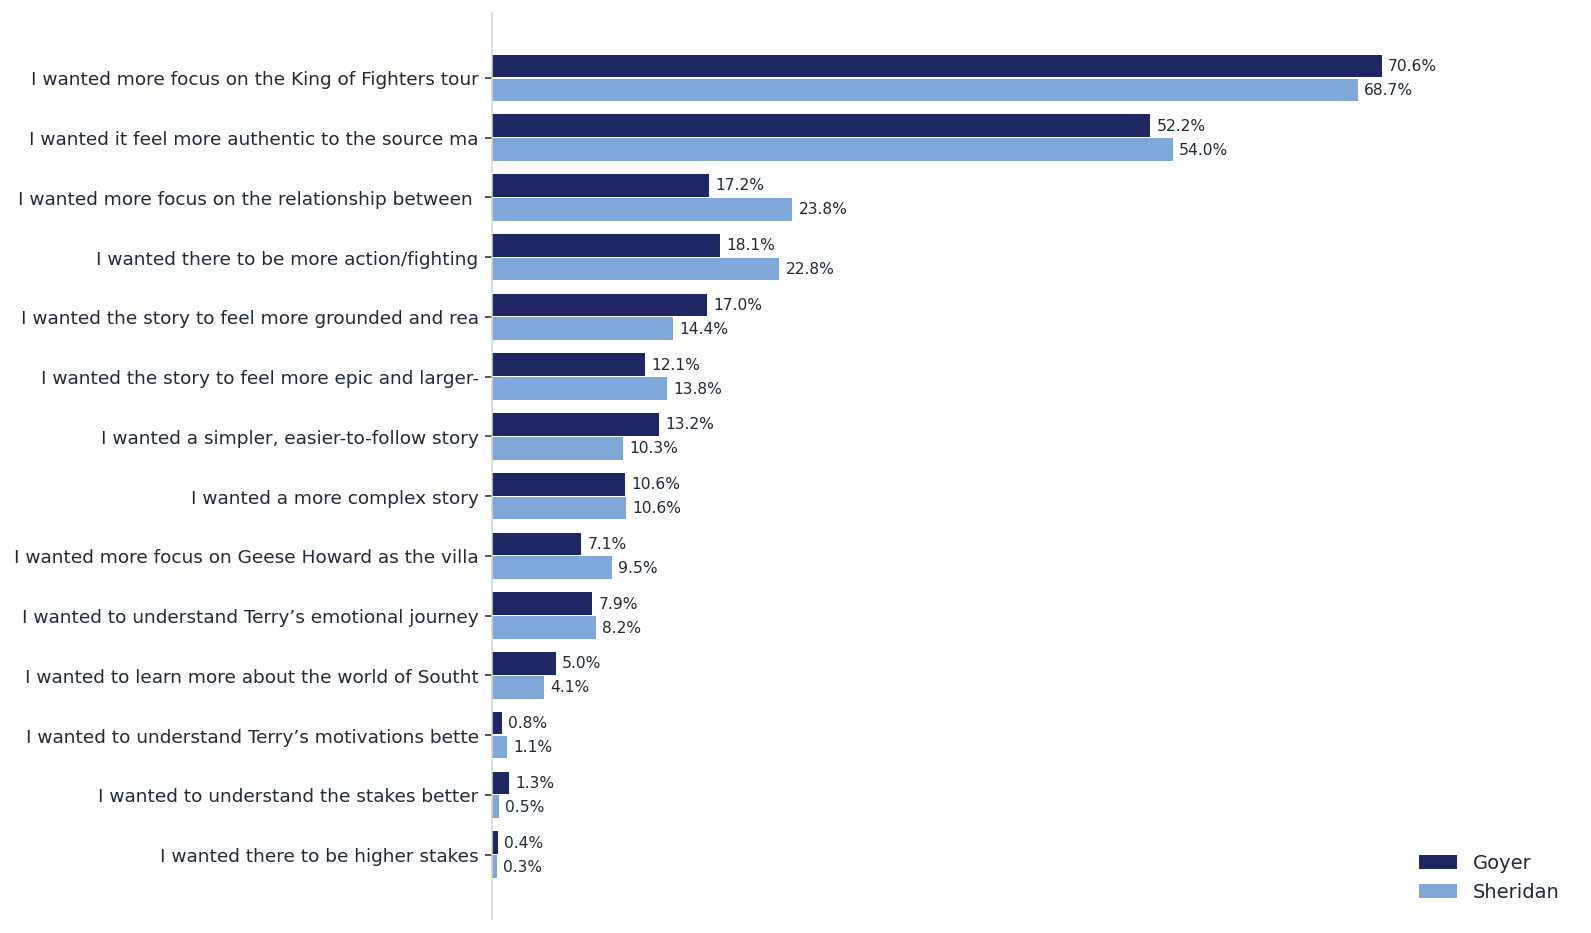 I wanted more focus on the King of Fighters tour
70.6%
68.7%
I wanted it feel more authentic to the source ma
52.2%
54.0%
I wanted more focus on the relationship between
17.2%
23.8%
I wanted there to be more action/fighting
18.1%
22.8%
I wanted the story to feel more grounded and rea
17.0%
14.4%
I wanted the story to feel more epic and larger-
12.1%
13.8%
I wanted a simpler, easier-to-follow story
13.2%
10.3%
I wanted a more complex story
10.6%
10.6%
I wanted more focus on Geese Howard as the villa
7.1%
9.5%
I wanted to understand Terry’s emotional journey
7.9%
8.2%
I wanted to learn more about the world of Southt
5.0%
4.1%
I wanted to understand Terry’s motivations bette
0.8%
1.1%
I wanted to understand the stakes better
1.3%
0.5%
I wanted there to be higher stakes
0.4%
0.3%
Goyer
Sheridan